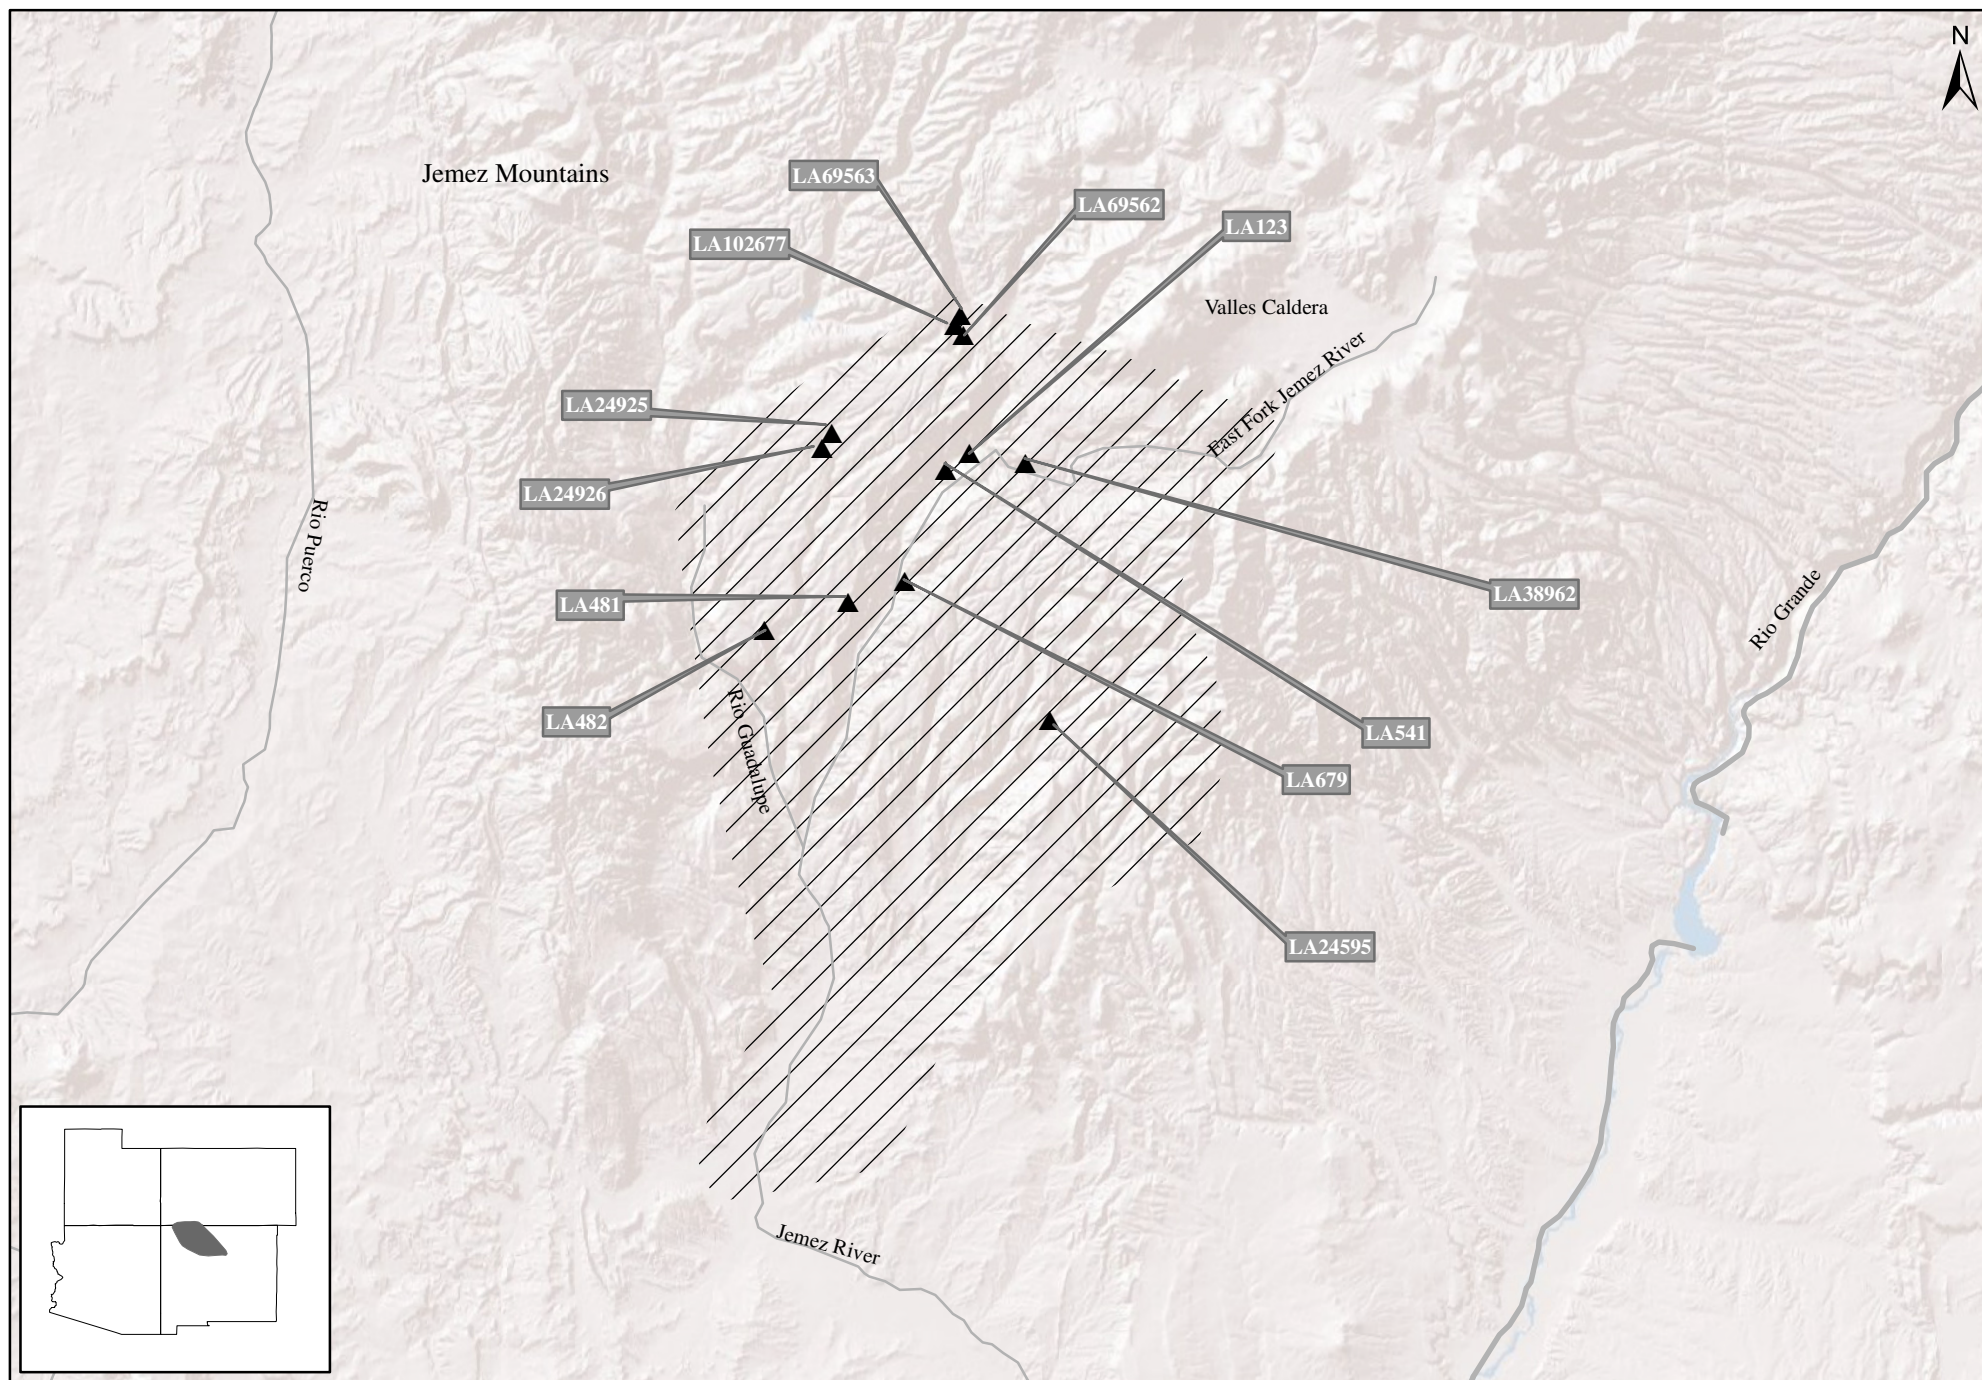 N
Jemez Mountains
LA69563
LA69562
LA123
LA102677
Valles Caldera
East Fork Jemez River
LA24925
LA24926
Rio Puerco
LA38962
Rio Grande
LA481
LA482
Rio Guadalupe
LA541
LA679
LA24595
Jemez River